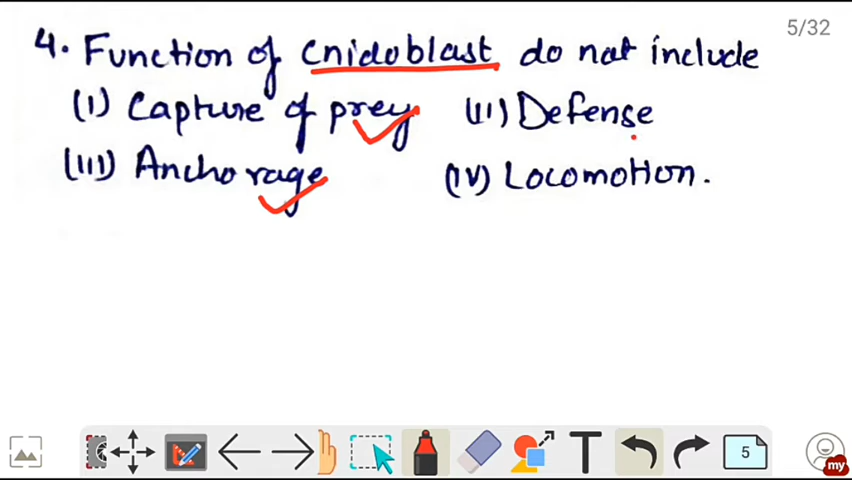 5/32
4. Function of Cnidoblast do not include
(I) Capture of prey (II) Defense
(III) Anchorage (IV) Locomotion.
T 5
my